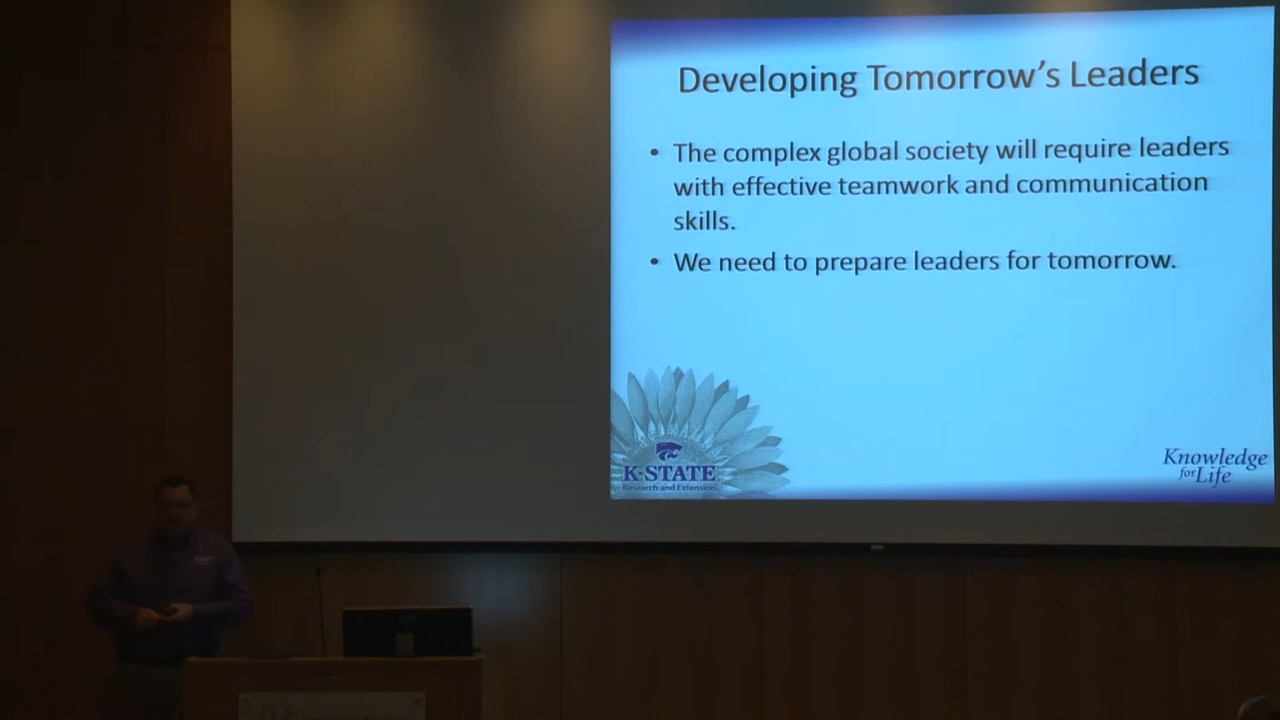 Developing Tomorrow's Leaders
• The complex global society will require leaders
with effective teamwork and communication
skills.
• We need to prepare leaders for tomorrow.
K-STATE
Research and Extension
Knowledge
for Life